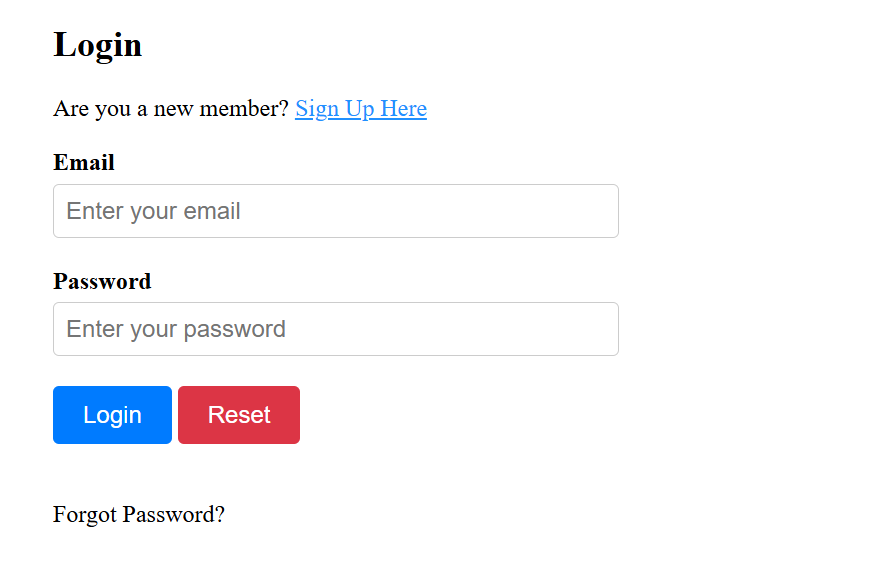 Login
Are you a new member? Sign Up Here
Email
Enter your email
Password
Enter your password
Login Reset
Forgot Password?